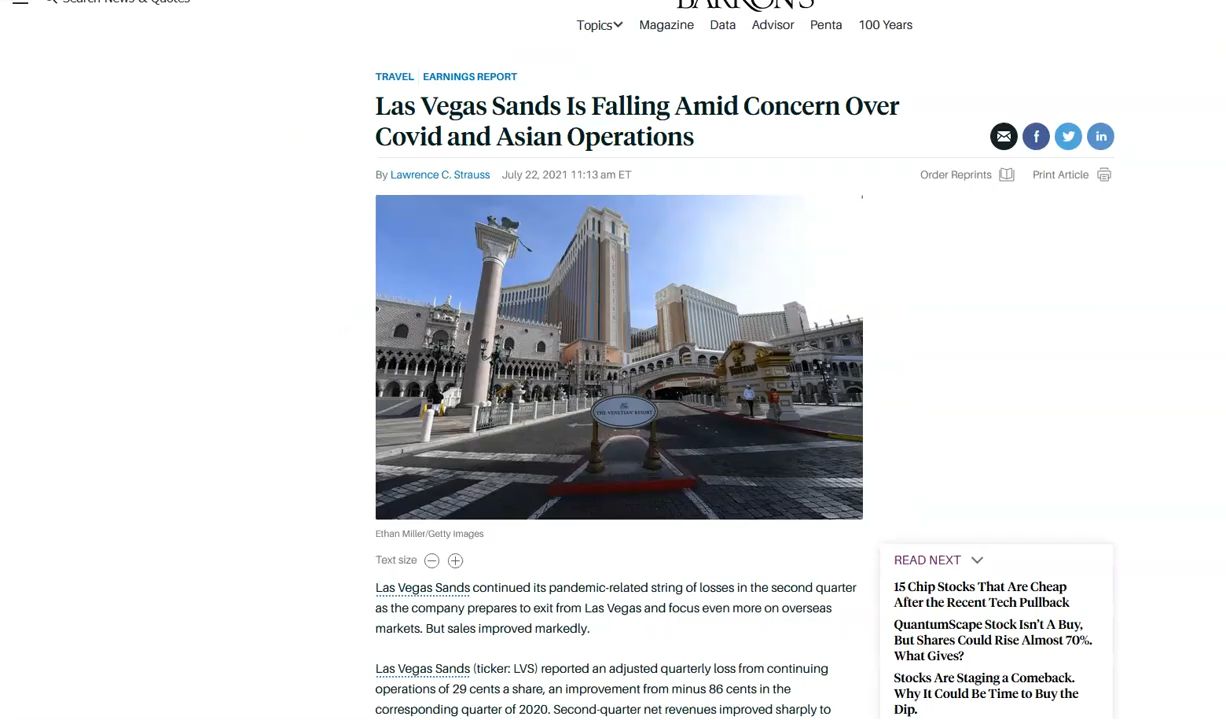 Search News & Quotes
BARRON'S
Topics Magazine Data Advisor Penta 100 Years
TRAVEL EARNINGS REPORT
Las Vegas Sands Is Falling Amid Concern Over
Covid and Asian Operations
By Lawrence C. Strauss July 22, 2021 11:13 am ET
Order Reprints Print Article
The
THE VENETIAN RESORT
Ethan Miller/Getty Images
Text size
Las Vegas Sands continued its pandemic-related string of losses in the second quarter
as the company prepares to exit from Las Vegas and focus even more on overseas
markets. But sales improved markedly.
Las Vegas Sands (ticker: LVS) reported an adjusted quarterly loss from continuing
operations of 29 cents a share, an improvement from minus 86 cents in the
corresponding quarter of 2020. Second-quarter net revenues improved sharply to
READ NEXT
15 Chip Stocks That Are Cheap
After the Recent Tech Pullback
QuantumScape Stock Isn't A Buy,
But Shares Could Rise Almost 70%.
What Gives?
Stocks Are Staging a Comeback.
Why It Could Be Time to Buy the
Dip.